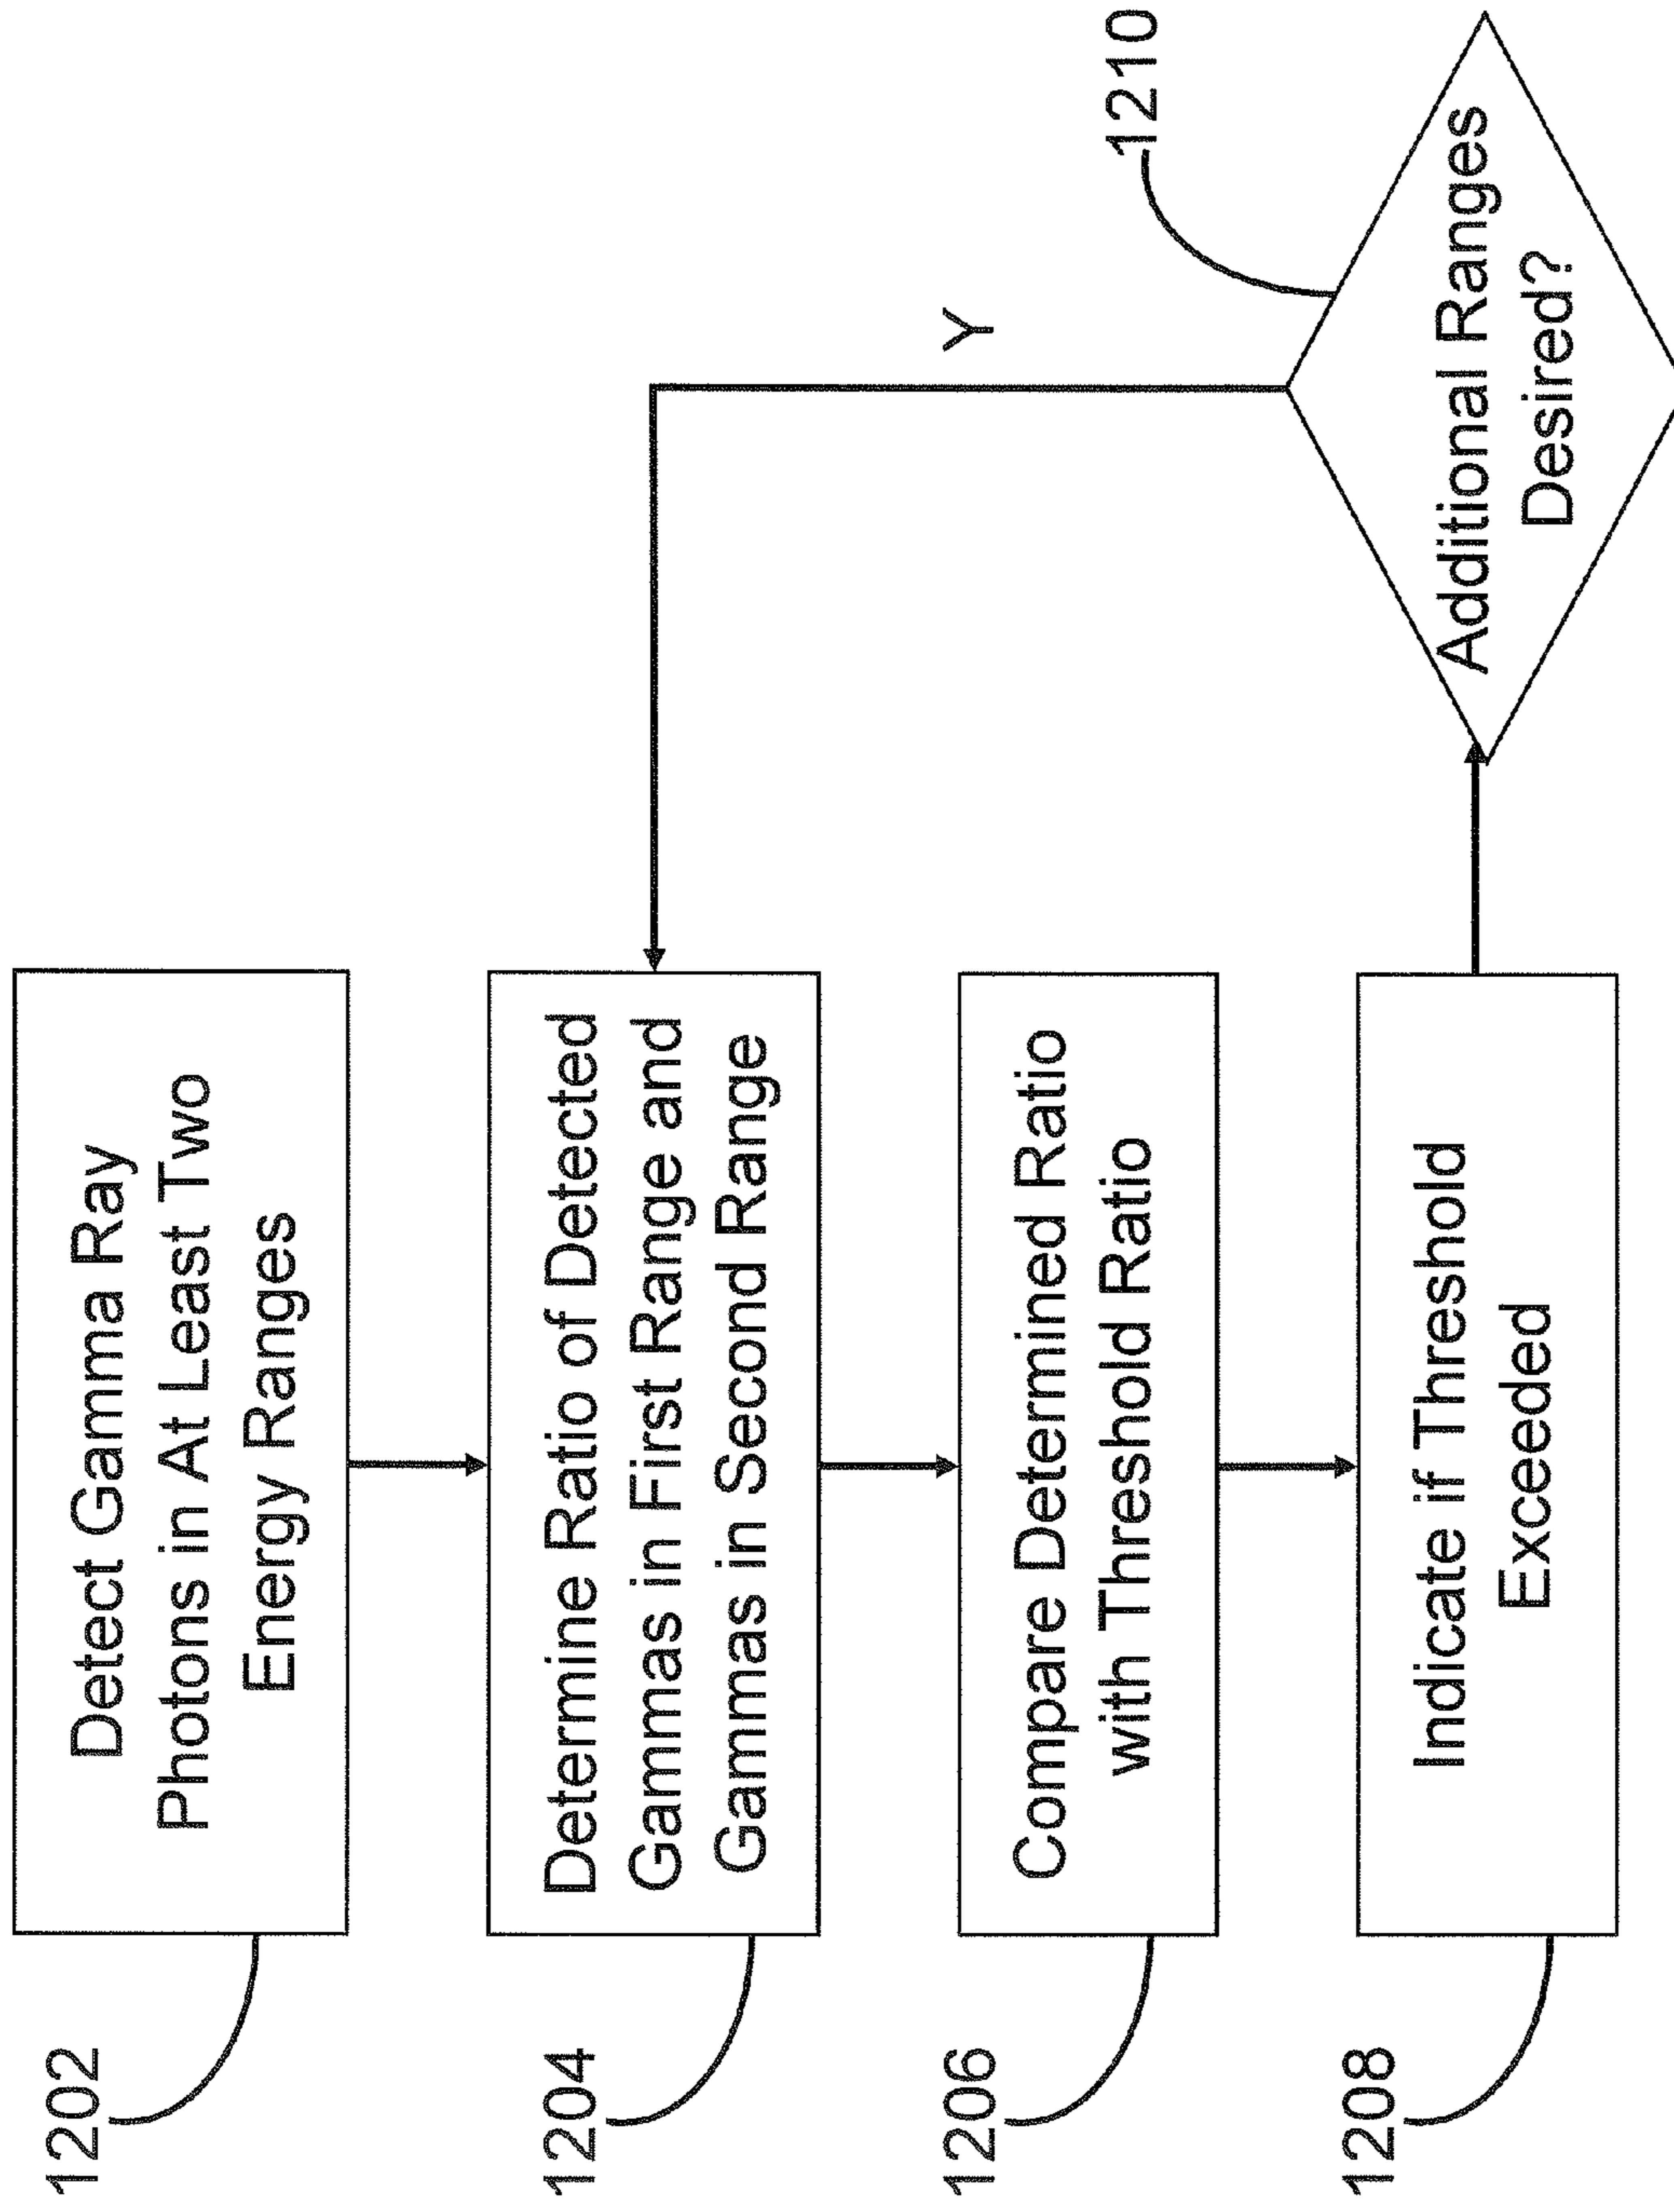 1202
Detect Gamma Ray
Photons in At Least Two
Energy Ranges
1204
Determine Ratio of Detected
Gammas in First Range and
Gammas in Second Range
1206
Compare Determined Ratio
with Threshold Ratio
1208
Indicate if Threshold
Exceeded
Y
1210
Additional Ranges
Desired?